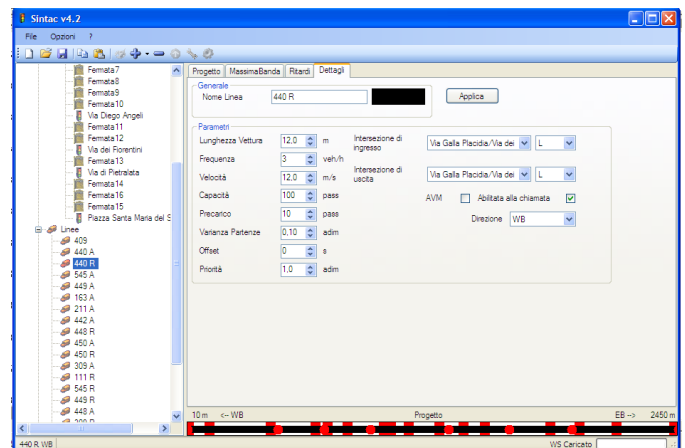 Sintac v4.2
File Opzioni ?
Fermata7
Fermata8
Fermata9
Fermata10
Via Diego Angeli
Fermata11
Fermata12
Via dei Fiorentini
Fermata13
Via di Pietralata
Fermata14
Fermata16
Fermata15
Piazza Santa Maria del S
Linee
409
440 A
440 R
545 A
449 A
163 A
211 A
442 A
448 R
450 A
450 R
309 A
111 R
545 R
449 R
448 A
Progetto MassimaBanda Ritardi Dettagli
Generale
Nome Linea 440 R Applica
Parametri
Lunghezza Vettura 12,0 m Intersezione di ingresso Via Galla Placidia/Via dei L
Frequenza 3 veh/h
Velocità 12,0 m/s Intersezione di uscita Via Galla Placidia/Via dei L
Capacità 100 pass AVM Abilitata alla chiamata
Precarico 10 pass Direzione WB
Varianza Partenze 0,10 adim
Offset 0 s
Priorità 1,0 adim
10 m <-- WB Progetto EB --> 2450 m
440 R WB WS Caricato